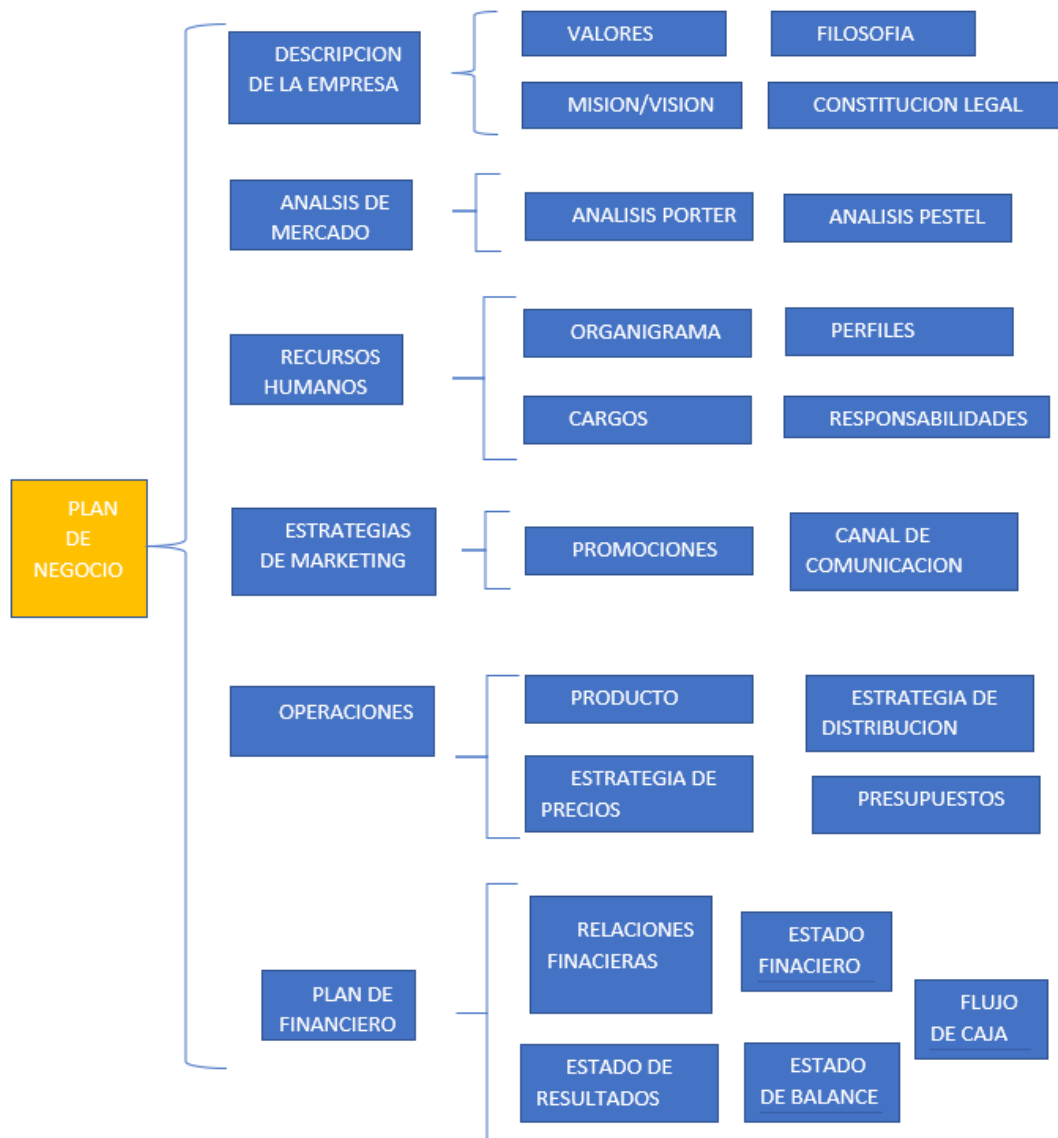 PLAN
DE
NEGOCIO
DESCRIPCION
DE LA EMPRESA
VALORES
FILOSOFIA
MISION/VISION
CONSTITUCION LEGAL
ANALSIS DE
MERCADO
ANALISIS PORTER
ANALISIS PESTEL
RECURSOS
HUMANOS
ORGANIGRAMA
PERFILES
CARGOS
RESPONSABILIDADES
ESTRATEGIAS
DE MARKETING
PROMOCIONES
CANAL DE
COMUNICACION
OPERACIONES
PRODUCTO
ESTRATEGIA DE
DISTRIBUCION
ESTRATEGIA DE
PRECIOS
PRESUPUESTOS
PLAN DE
FINANCIERO
RELACIONES
FINACIERAS
ESTADO
FINACIERO
FLUJO
DE CAJA
ESTADO DE
RESULTADOS
ESTADO
DE BALANCE